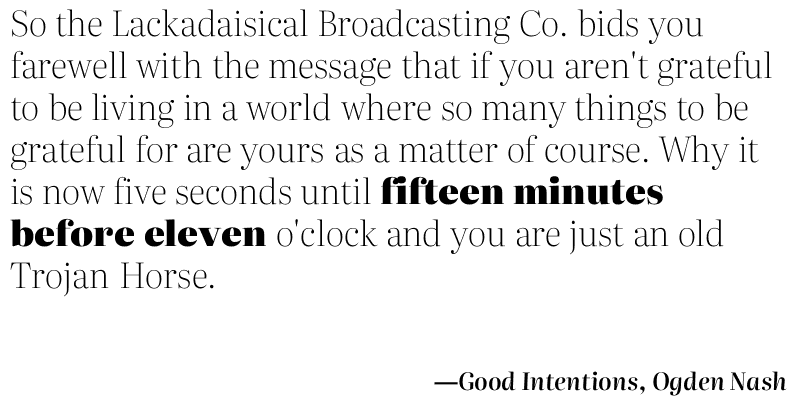 So the Lackadaisical Broadcasting Co. bids you
farewell with the message that if you aren't grateful
to be living in a world where so many things to be
grateful for are yours as a matter of course. Why it
is now five seconds until fifteen minutes
before eleven o'clock and you are just an old
Trojan Horse.
—Good Intentions, Ogden Nash